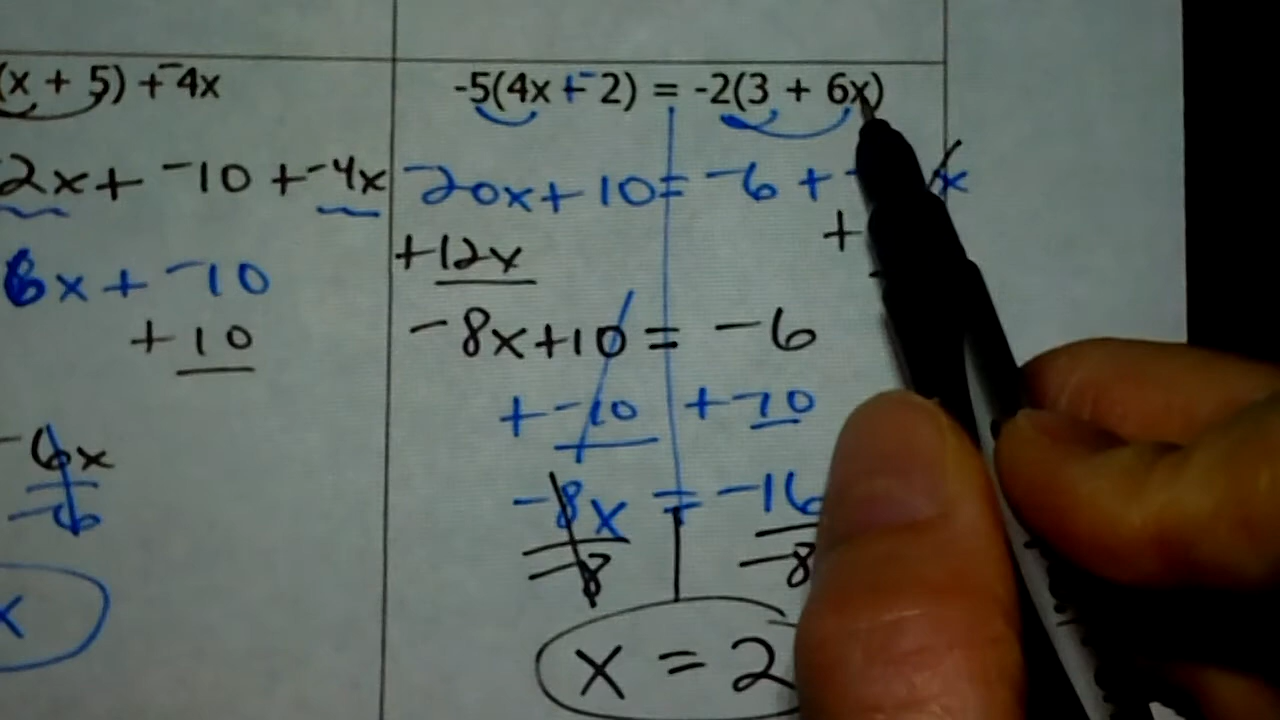 (x + 5) + -4x
2x + -10 + -4x
6x + -10
+10
-6x
-6
x
-5(4x + -2) = -2(3 + 6x)
-20x + 10 = -6 + x
+12x +
-8x + 10 = -6
+ -10 + -10
-8x = -16
-8 -8
x = 2